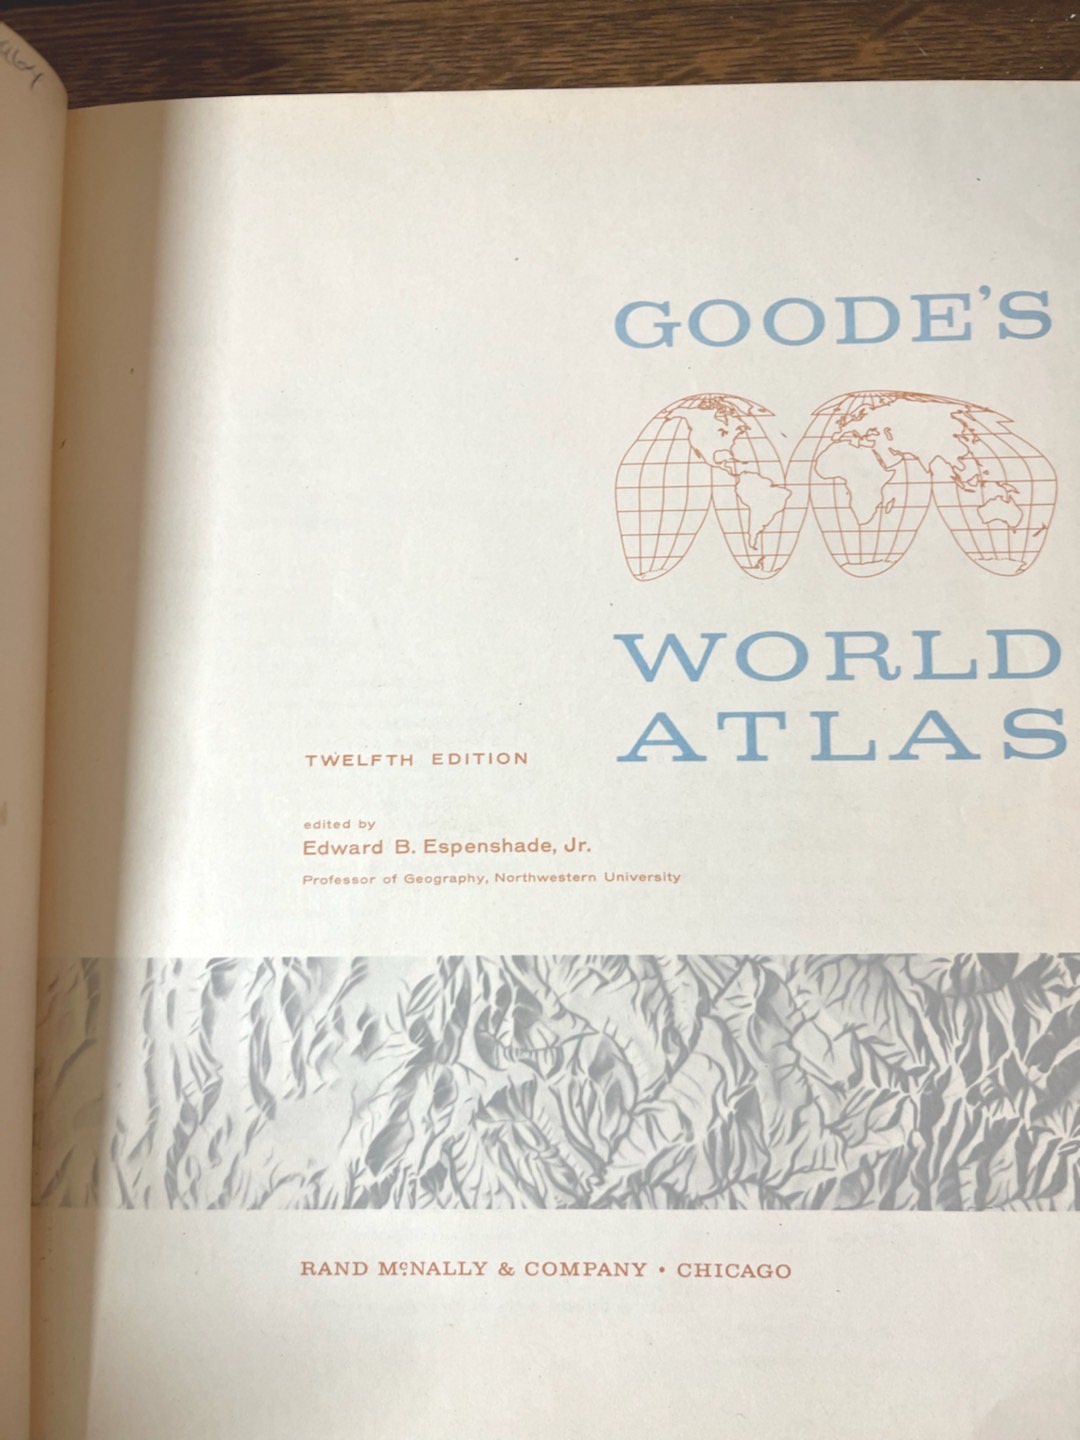 GOODE'S
WORLD
ATLAS
TWELFTH EDITION
edited by
Edward B. Espenshade, Jr.
Professor of Geography, Northwestern University
RAND McNALLY & COMPANY • CHICAGO